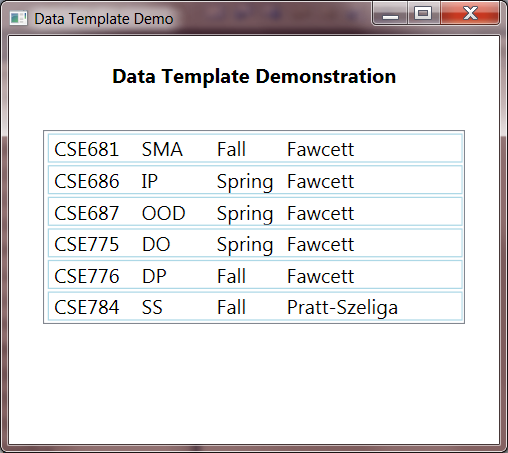 Data Template Demo
Data Template Demonstration
CSE681 SMA Fall Fawcett
CSE686 IP Spring Fawcett
CSE687 OOD Spring Fawcett
CSE775 DO Spring Fawcett
CSE776 DP Fall Fawcett
CSE784 SS Fall Pratt-Szeliga